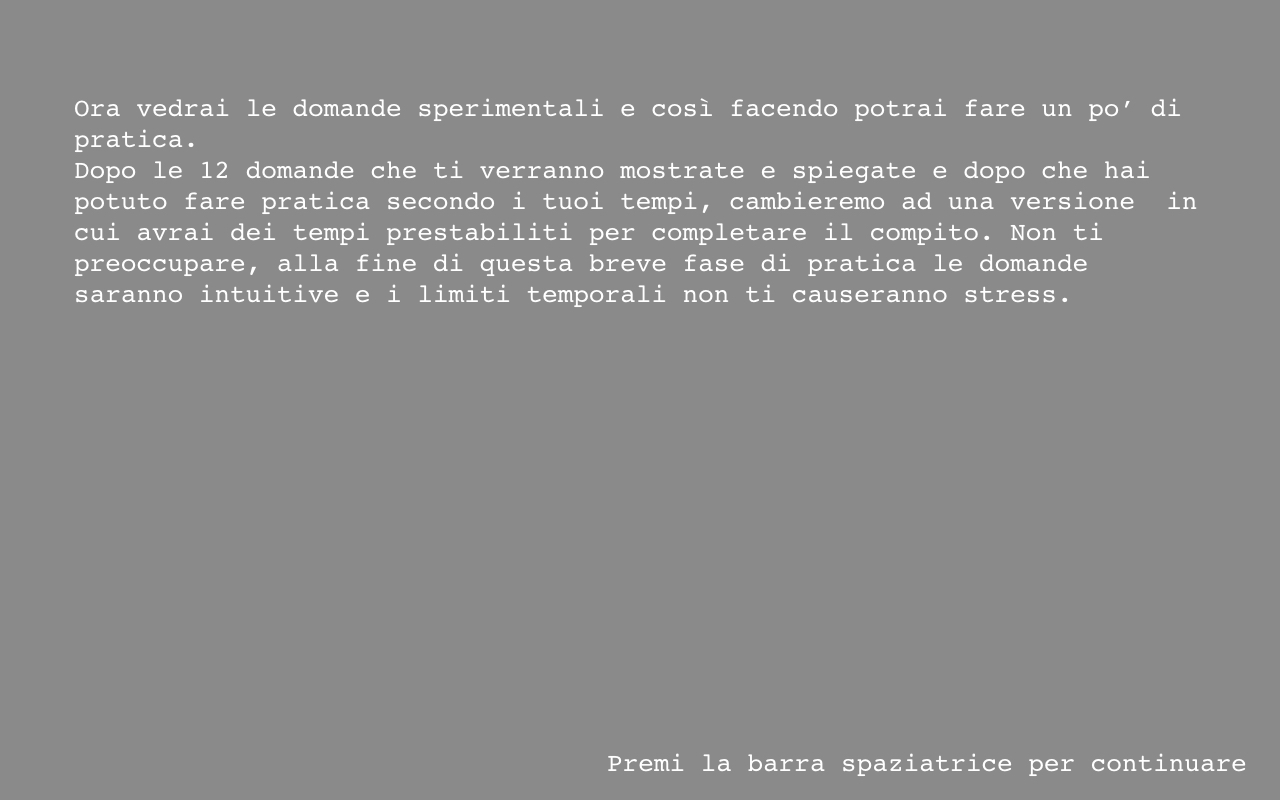 Ora vedrai le domande sperimentali e così facendo potrai fare un po’ di
pratica.
Dopo le 12 domande che ti verranno mostrate e spiegate e dopo che hai
potuto fare pratica secondo i tuoi tempi, cambieremo ad una versione  in
cui avrai dei tempi prestabiliti per completare il compito. Non ti
preoccupare, alla fine di questa breve fase di pratica le domande
saranno intuitive e i limiti temporali non ti causeranno stress.
Premi la barra spaziatrice per continuare